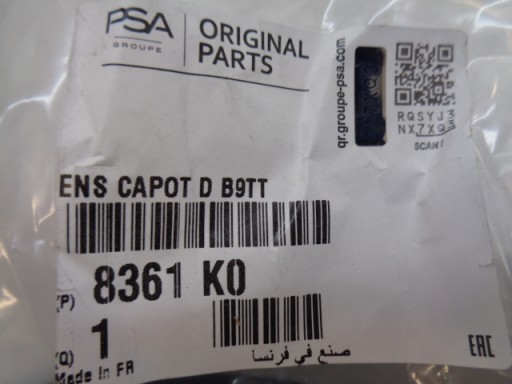 PSA
GROUPE
ORIGINAL
PARTS
qr.groupe-psa.com
RQSYJ3
NX7XQ3
SCAN!
ENS CAPOT D B9TT
(P) 8361 K0
(Q) 1
صنع في فرنسا
Made In FR
EAC